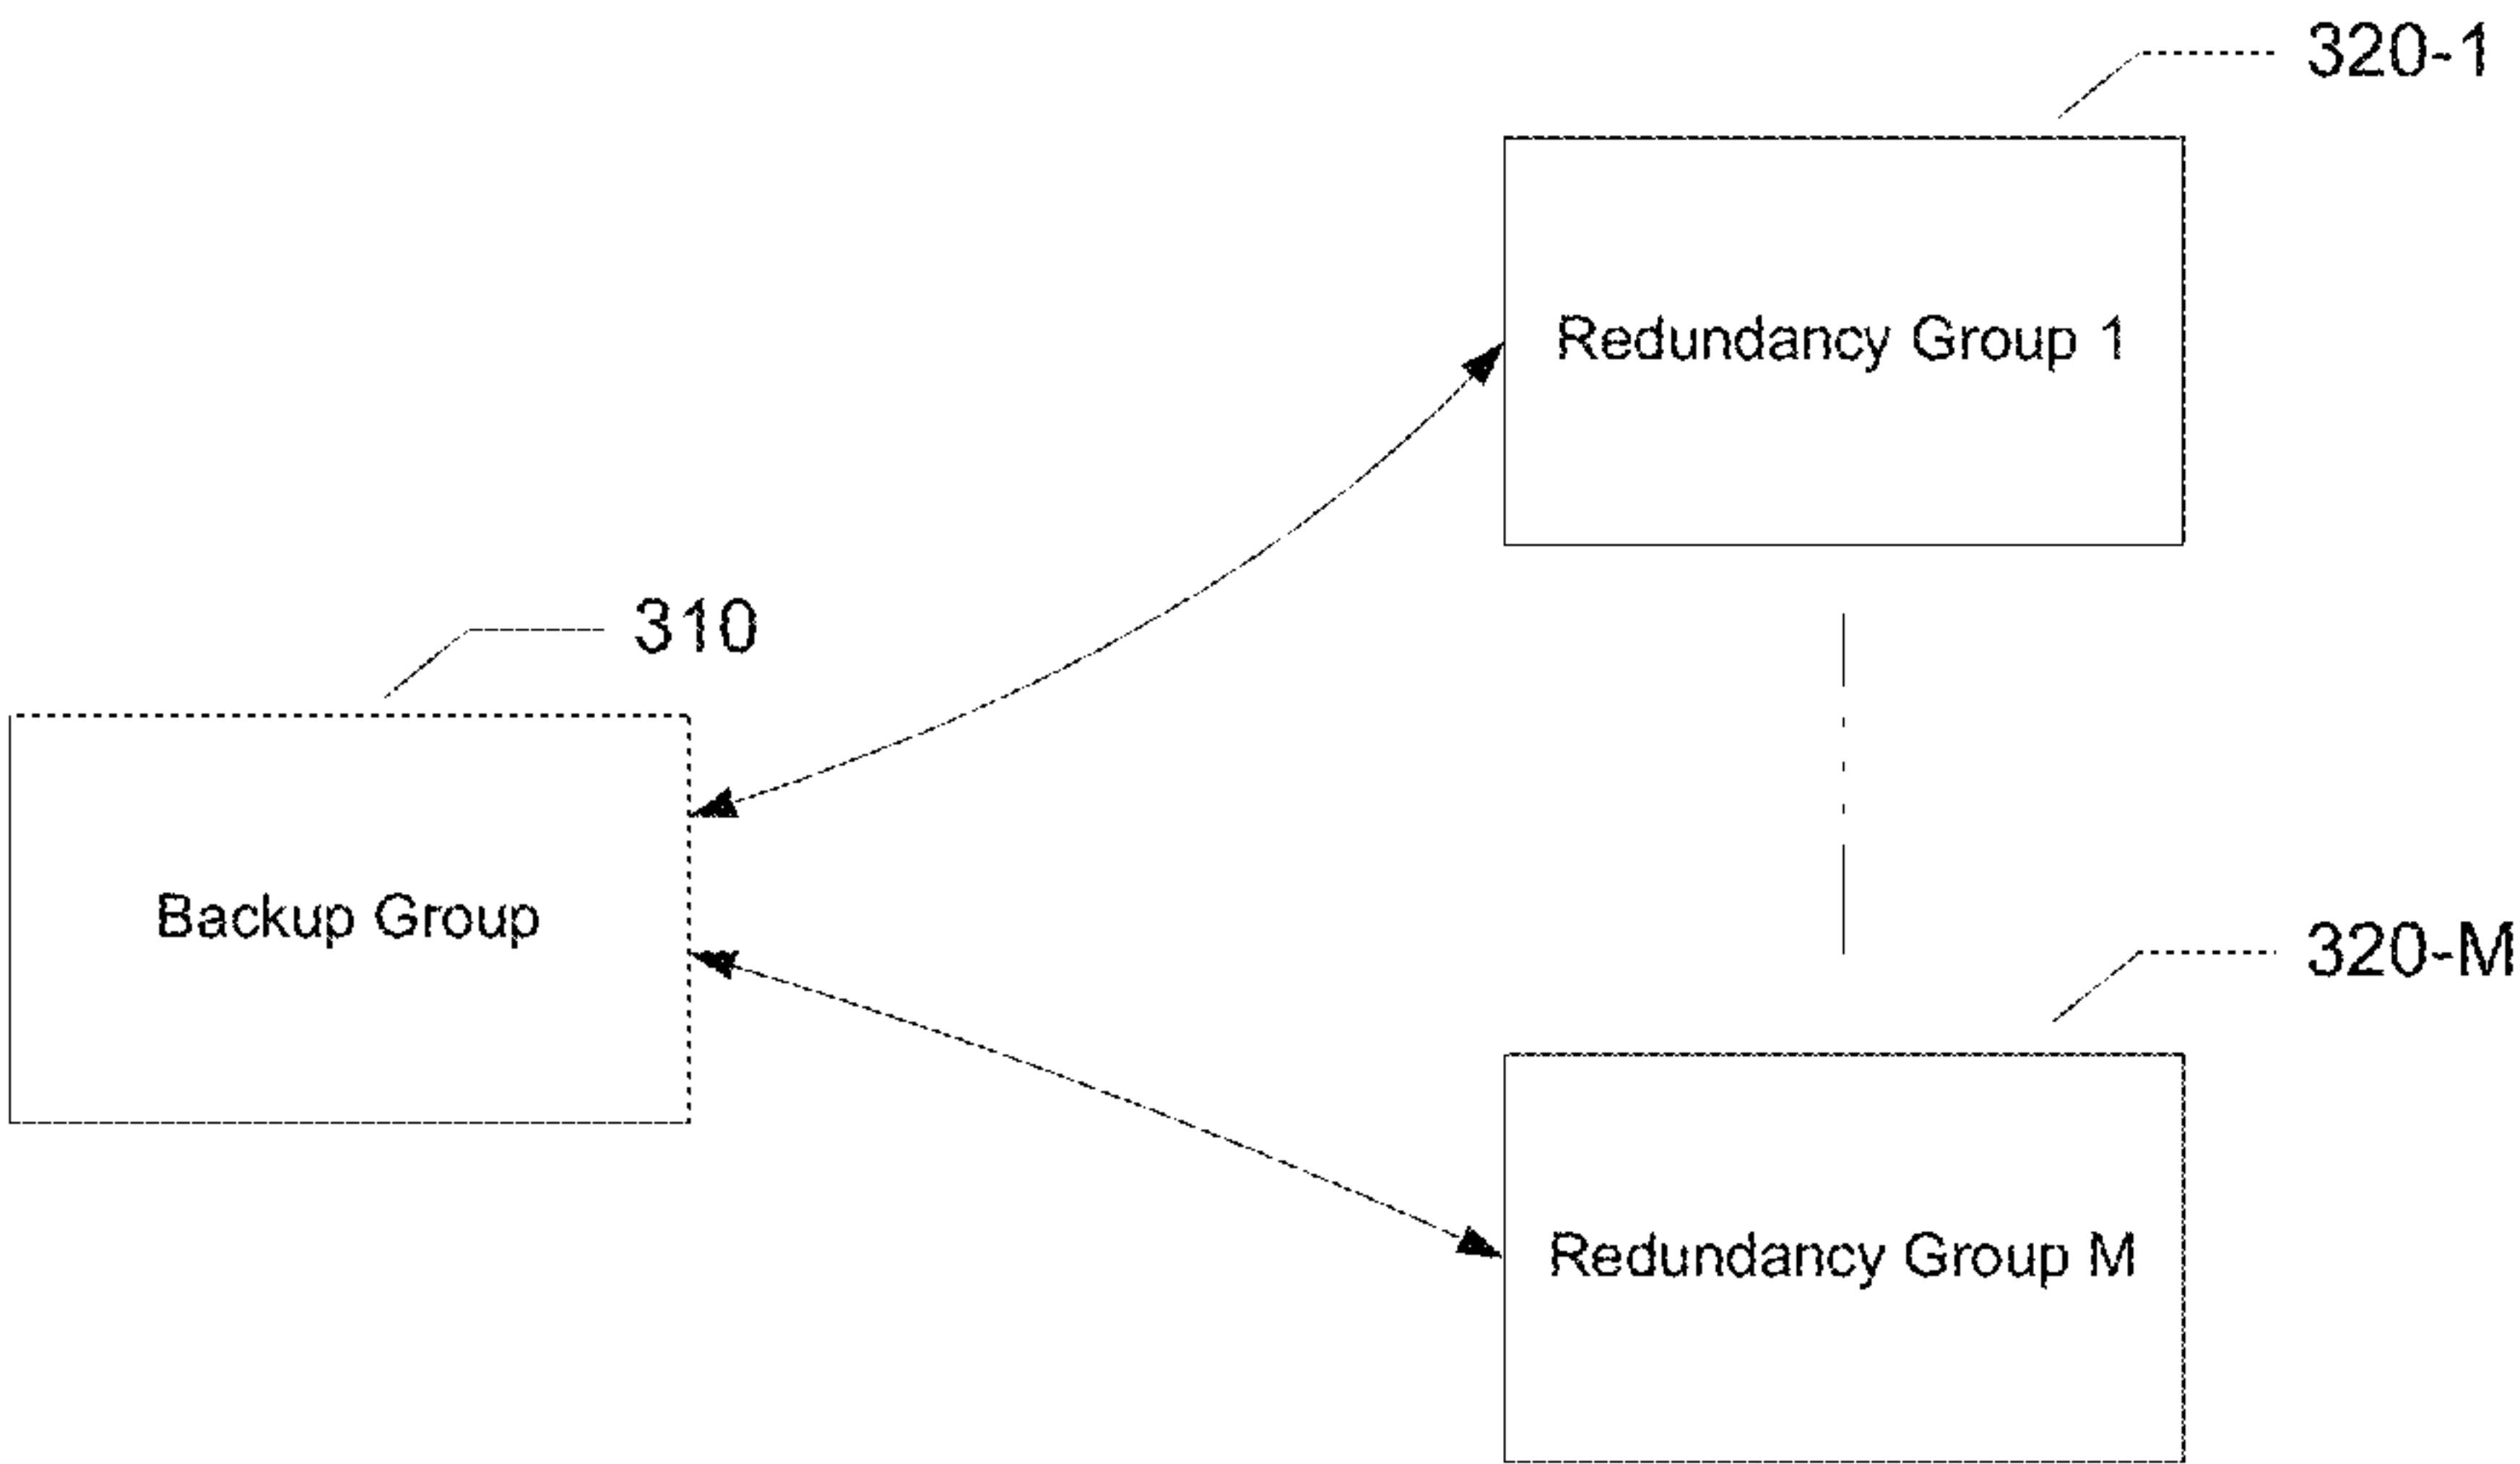 320-1
Redundancy Group 1
310
Backup Group
320-M
Redundancy Group M